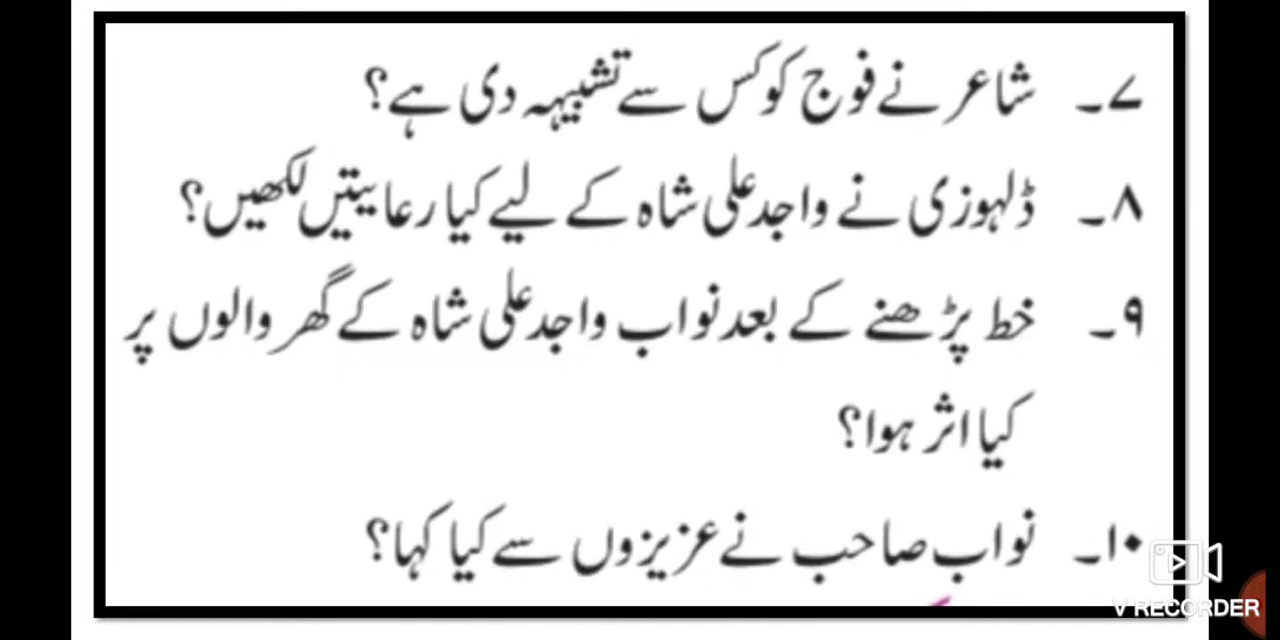 ۷۔ شاعر نے فوج کو کس سے تشبیہہ دی ہے؟
۸۔ ڈلہوزی نے واجد علی شاہ کے لیے کیا رعایتیں لکھیں؟
۹۔ خط پڑھنے کے بعد نواب واجد علی شاہ کے گھر والوں پر
کیا اثر ہوا؟
۱۰۔ نواب صاحب نے عزیزوں سے کیا کہا؟
V RECORDER